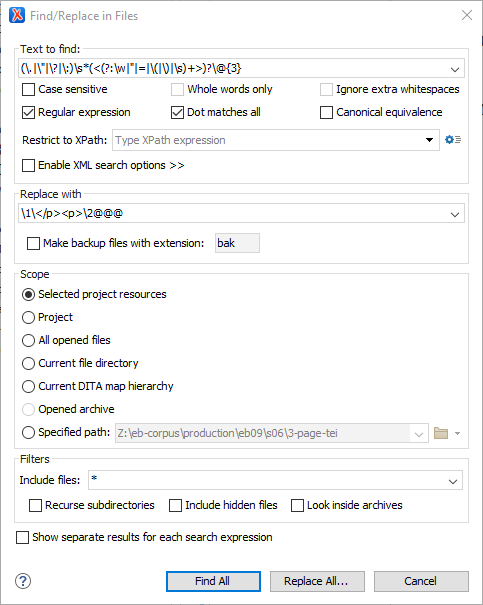 Find/Replace in Files
Text to find:
(\.|\"|\?|\:)\s*(<(?:\w|"|=|\(|\)|\s)+>)?\@{3}
Case sensitive Whole words only Ignore extra whitespaces
Regular expression Dot matches all Canonical equivalence
Restrict to XPath: Type XPath expression
Enable XML search options >>
Replace with
\1\</p><p>\2@@@
Make backup files with extension: bak
Scope
Selected project resources
Project
All opened files
Current file directory
Current DITA map hierarchy
Opened archive
Specified path: Z:\eb-corpus\production\eb09\s06\3-page-tei
Filters
Include files: *
Recurse subdirectories Include hidden files Look inside archives
Show separate results for each search expression
? Find All Replace All... Cancel